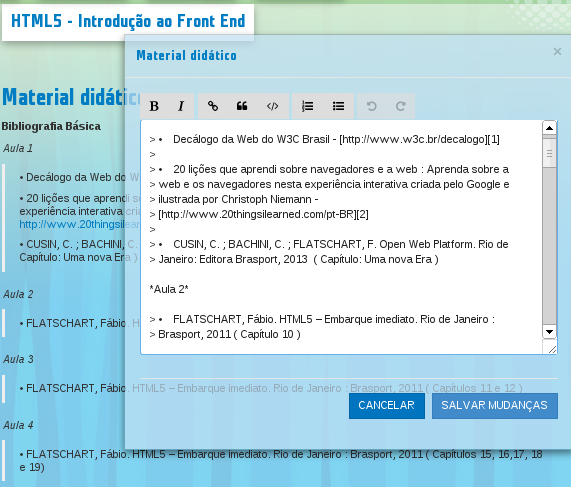 HTML5 - Introdução ao Front End
Material didático
×
B I
Material didátic
Bibliografia Básica
Aula 1
• Decálogo da Web do W
• 20 lições que aprendi s
experiência interativa cria
http://www.20thingsilearned
• CUSIN, C. ; BACHINI, C.
Capítulo: Uma nova Era )
Aula 2
• FLATSCHART, Fábio. H
Aula 3
• FLATSCHART, Fábio. HTML5 – Embarque imediato. Rio de Janeiro : Brasport, 2011 ( Capítulos 11 e 12 )
Aula 4
• FLATSCHART, Fábio. HTML5 – Embarque imediato. Rio de Janeiro : Brasport, 2011 ( Capítulos 15, 16,17, 18
e 19)
> • Decálogo da Web do W3C Brasil - [http://www.w3c.br/decalogo][1]
>
> • 20 lições que aprendi sobre navegadores e a web : Aprenda sobre a
> web e os navegadores nesta experiência interativa criada pelo Google e
> ilustrada por Christoph Niemann -
> [http://www.20thingsilearned.com/pt-BR][2]
>
> • CUSIN, C. ; BACHINI, C. ; FLATSCHART, F. Open Web Platform. Rio de
> Janeiro: Editora Brasport, 2013 ( Capítulo: Uma nova Era )
*Aula 2*
> • FLATSCHART, Fábio. HTML5 – Embarque imediato. Rio de Janeiro :
> Brasport, 2011 ( Capítulo 10 )
CANCELAR
SALVAR MUDANÇAS